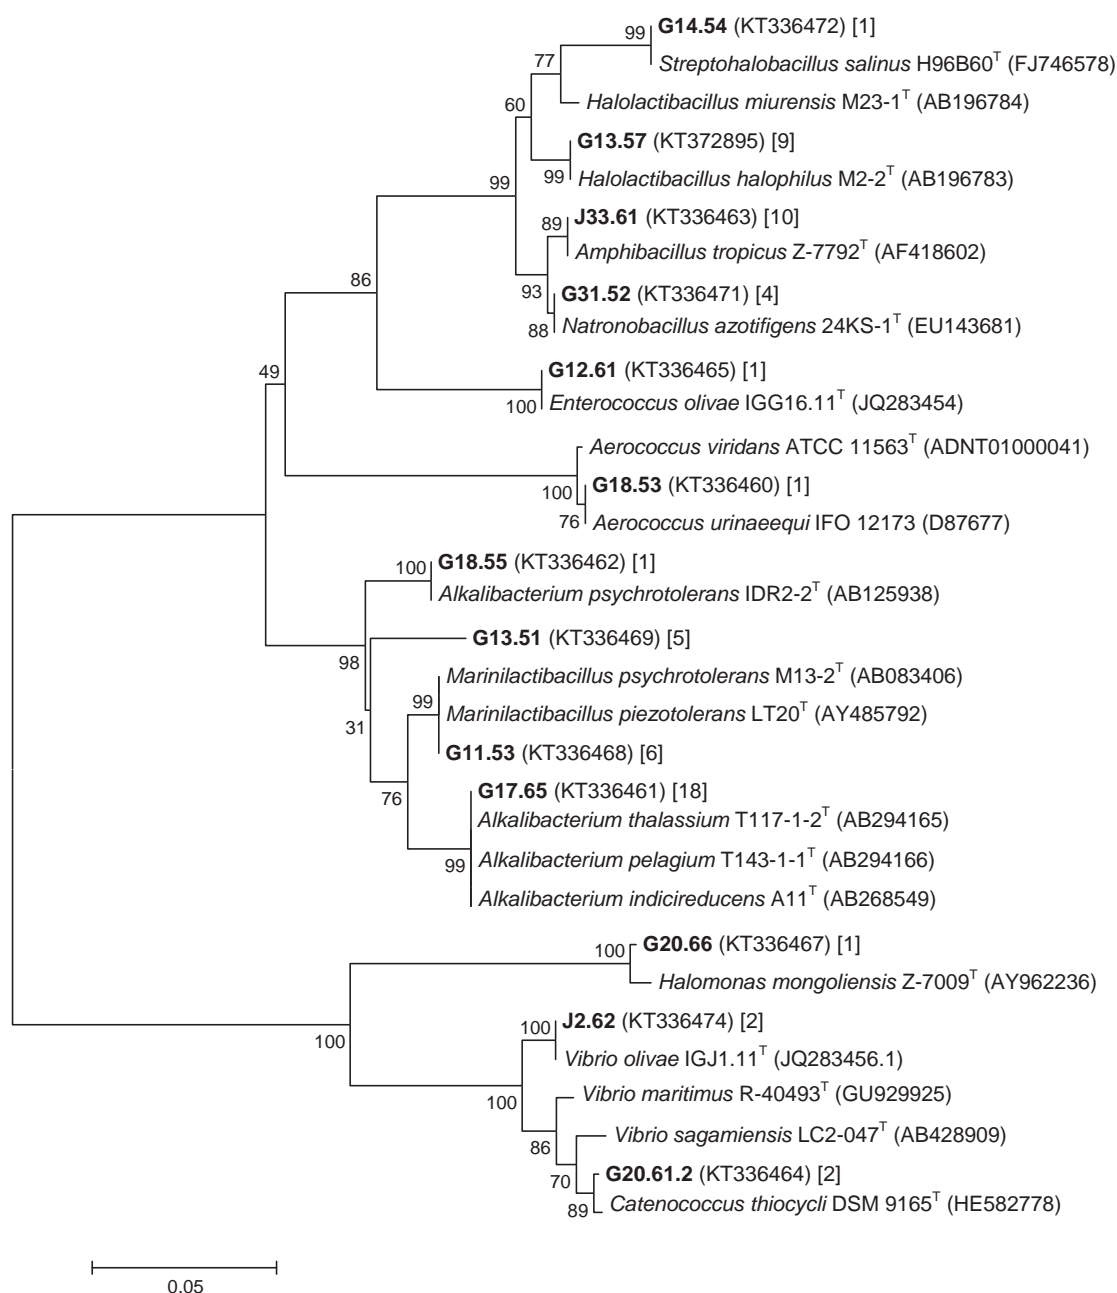 G14.54 (KT336472) [1]
99
Streptohalobacillus salinus H96B60T (FJ746578)
77
Halolactibacillus miurensis M23-1T (AB196784)
60
G13.57 (KT372895) [9]
99
Halolactibacillus halophilus M2-2T (AB196783)
99
J33.61 (KT336463) [10]
89
Amphibacillus tropicus Z-7792T (AF418602)
86
93
G31.52 (KT336471) [4]
88
Natronobacillus azotifigens 24KS-1T (EU143681)
49
G12.61 (KT336465) [1]
100
Enterococcus olivae IGG16.11T (JQ283454)
Aerococcus viridans ATCC 11563T (ADNT01000041)
100
G18.53 (KT336460) [1]
76
Aerococcus urinaeequi IFO 12173 (D87677)
G18.55 (KT336462) [1]
100
Alkalibacterium psychrotolerans IDR2-2T (AB125938)
G13.51 (KT336469) [5]
98
Marinilactibacillus psychrotolerans M13-2T (AB083406)
99
Marinilactibacillus piezotolerans LT20T (AY485792)
31
G11.53 (KT336468) [6]
76
G17.65 (KT336461) [18]
Alkalibacterium thalassium T117-1-2T (AB294165)
99
Alkalibacterium pelagium T143-1-1T (AB294166)
Alkalibacterium indicireducens A11T (AB268549)
G20.66 (KT336467) [1]
100
Halomonas mongoliensis Z-7009T (AY962236)
100
J2.62 (KT336474) [2]
100
Vibrio olivae IGJ1.11T (JQ283456.1)
100
Vibrio maritimus R-40493T (GU929925)
86
Vibrio sagamiensis LC2-047T (AB428909)
70
G20.61.2 (KT336464) [2]
89
Catenococcus thiocycli DSM 9165T (HE582778)
0.05